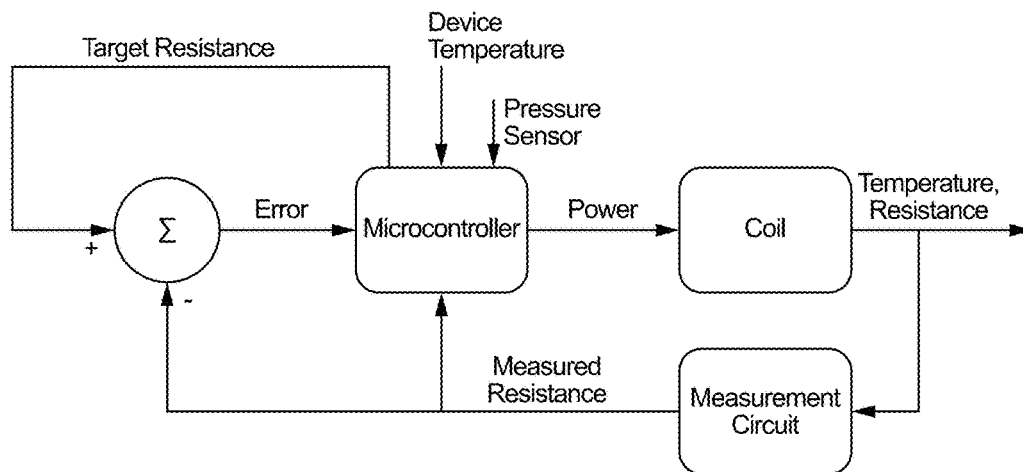 Target Resistance
Device
Temperature
Pressure
Sensor
Σ
+
-
Error
Microcontroller
Power
Coil
Temperature,
Resistance
Measured
Resistance
Measurement
Circuit